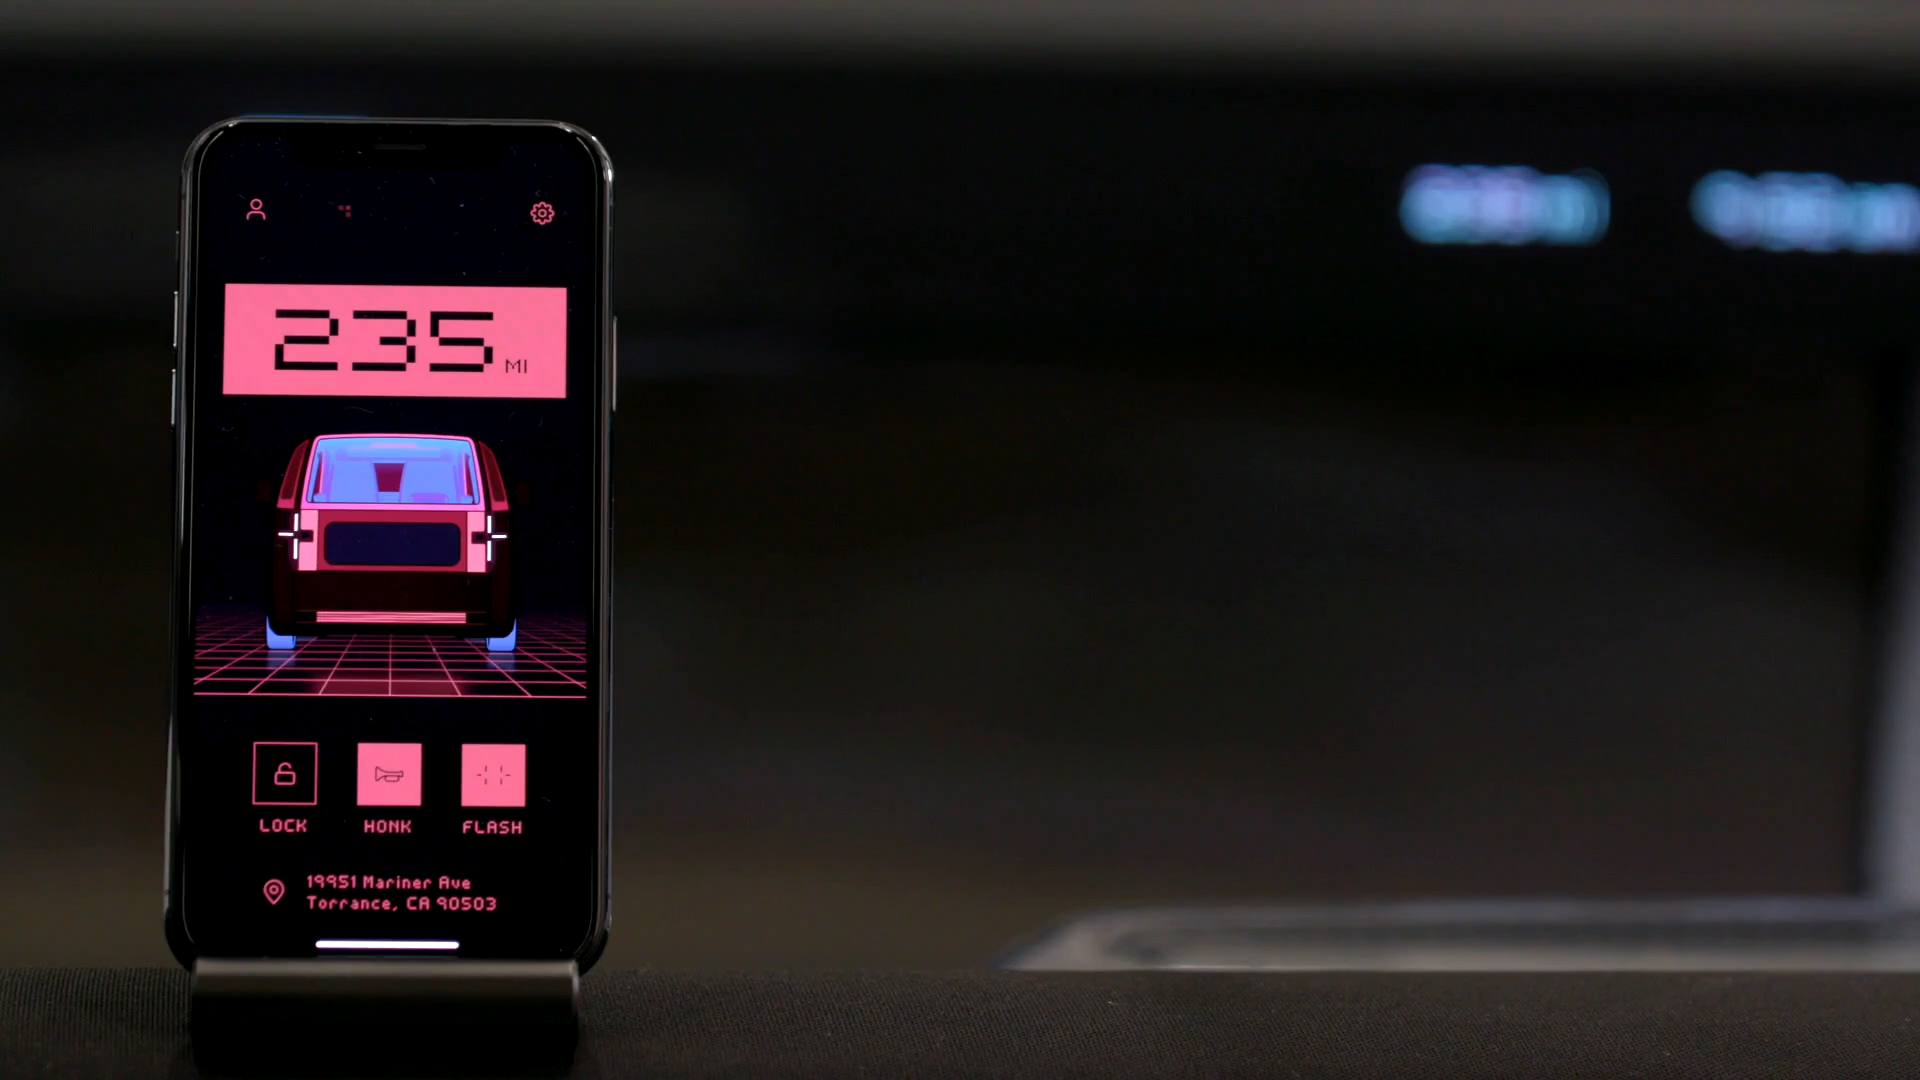 235 MI
LOCK HONK FLASH
19951 Mariner Ave
Torrance, CA 90503